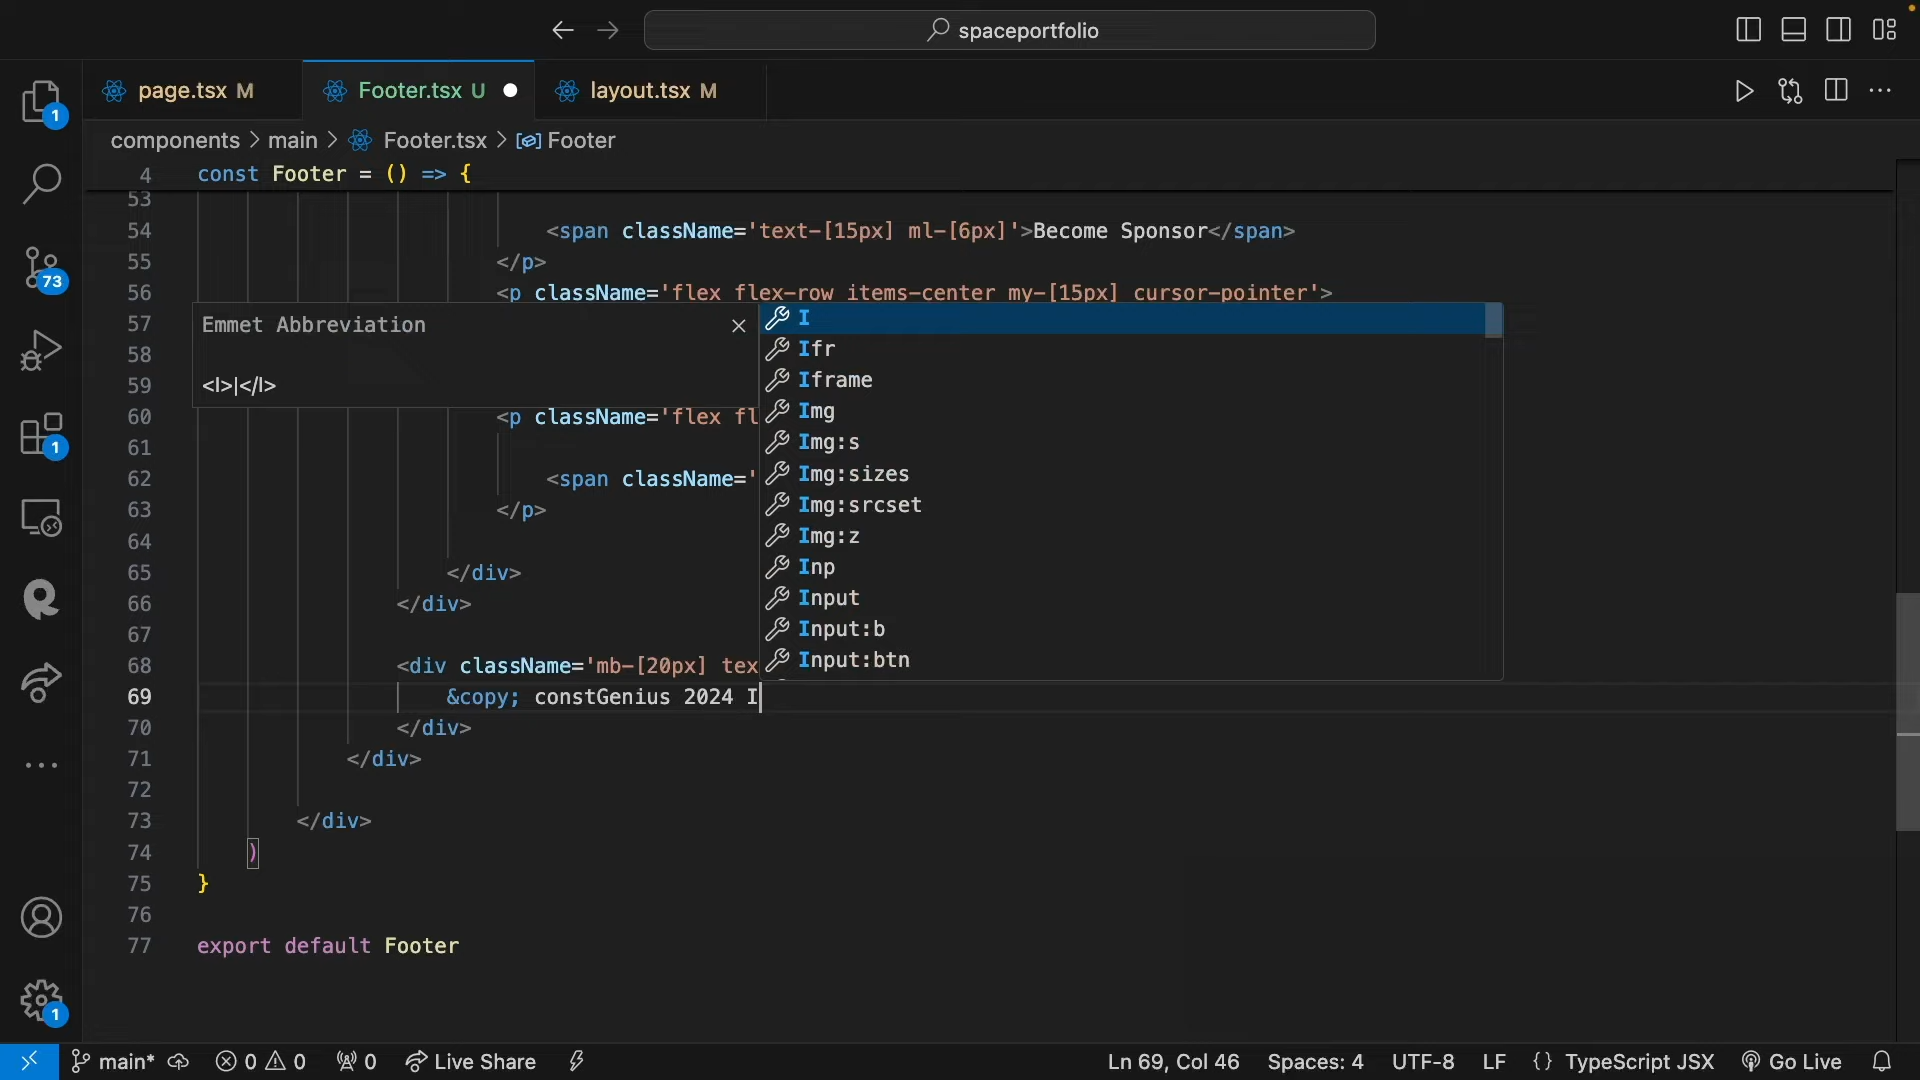 spaceportfolio
page.tsx M
Footer.tsx U
layout.tsx M
components > main > Footer.tsx > Footer
4 const Footer = () => {
53
54 <span className='text-[15px] ml-[6px]'>Become Sponsor</span>
55 </p>
56 <p className='flex flex-row items-center my-[15px] cursor-pointer'>
57
58
59
60 <p className='flex fl
61
62 <span className='
63 </p>
64
65 </div>
66 </div>
67
68 <div className='mb-[20px] tex
69 &copy; constGenius 2024 I
70 </div>
71 </div>
72
73 </div>
74 )
75 }
76
77 export default Footer
Emmet Abbreviation
<I>|</I>
I
Ifr
Iframe
Img
Img:s
Img:sizes
Img:srcset
Img:z
Inp
Input
Input:b
Input:btn
1
73
1
1
main* 0 0 0 Live Share Ln 69, Col 46 Spaces: 4 UTF-8 LF {} TypeScript JSX Go Live